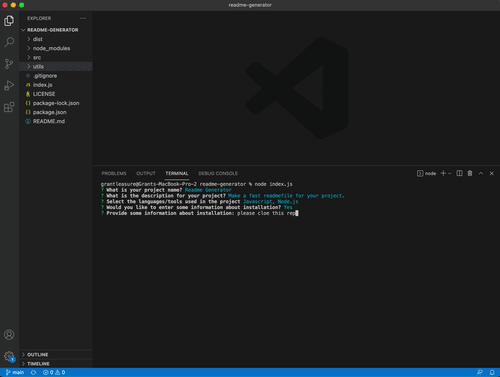 readme-generator
EXPLORER
README-GENERATOR
dist
node_modules
src
utils
.gitignore
index.js
LICENSE
package-lock.json
package.json
README.md
OUTLINE
TIMELINE
PROBLEMS OUTPUT TERMINAL DEBUG CONSOLE node
grantleasure@Grants-MacBook-Pro-2 readme-generator % node index.js
? What is your project name? Readme Generator
? What is the description for your project? Make a fast readmefile for your project.
? Select the languages/tools used in the project Javascript, Node.js
? Would you like to enter some information about installation? Yes
? Provide some information about installation: please cloe this rep
main 0 0